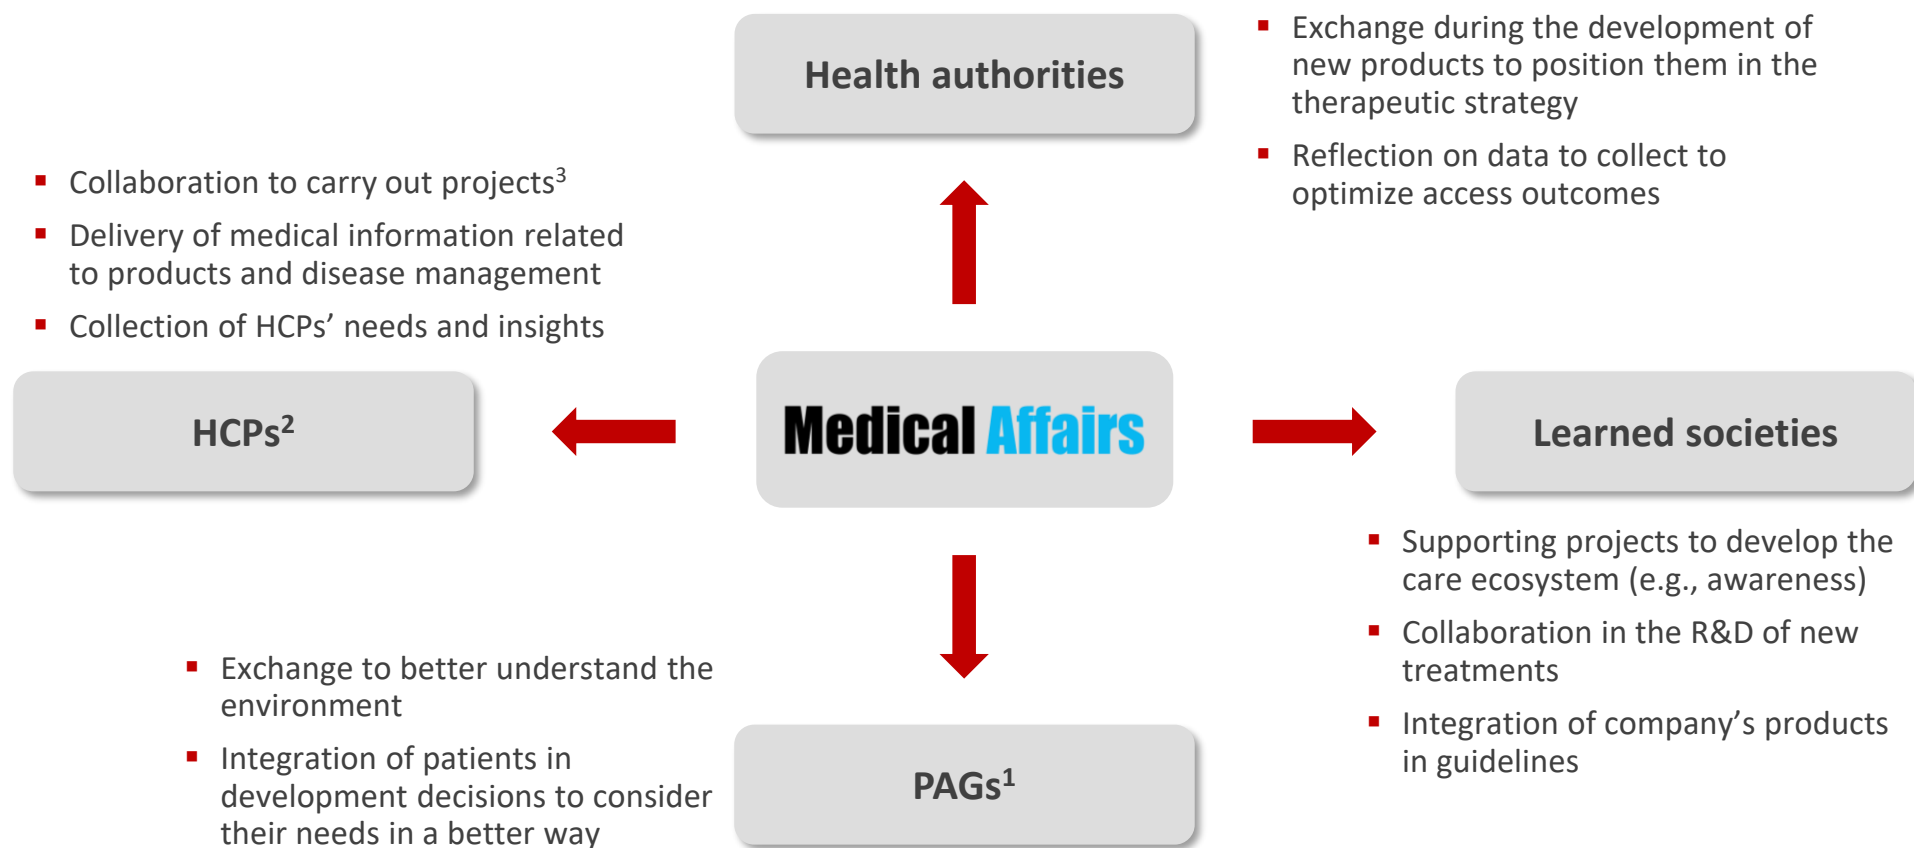 Health authorities
▪ Exchange during the development of
new products to position them in the
therapeutic strategy
▪ Reflection on data to collect to
optimize access outcomes
▪ Collaboration to carry out projects³
▪ Delivery of medical information related
to products and disease management
▪ Collection of HCPs’ needs and insights
HCPs²
Medical Affairs
Learned societies
▪ Supporting projects to develop the
care ecosystem (e.g., awareness)
▪ Collaboration in the R&D of new
treatments
▪ Integration of company’s products
in guidelines
▪ Exchange to better understand the
environment
▪ Integration of patients in
development decisions to consider
their needs in a better way
PAGs¹